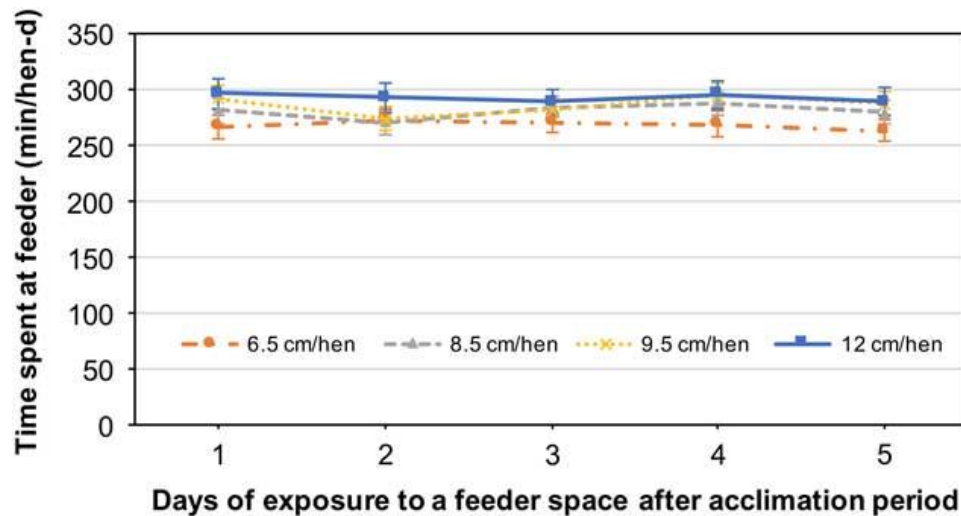 Time spent at feeder (min/hen-d)
350
300
250
200
150
100
50
0
6.5 cm/hen 8.5 cm/hen 9.5 cm/hen 12 cm/hen
1 2 3 4 5
Days of exposure to a feeder space after acclimation period